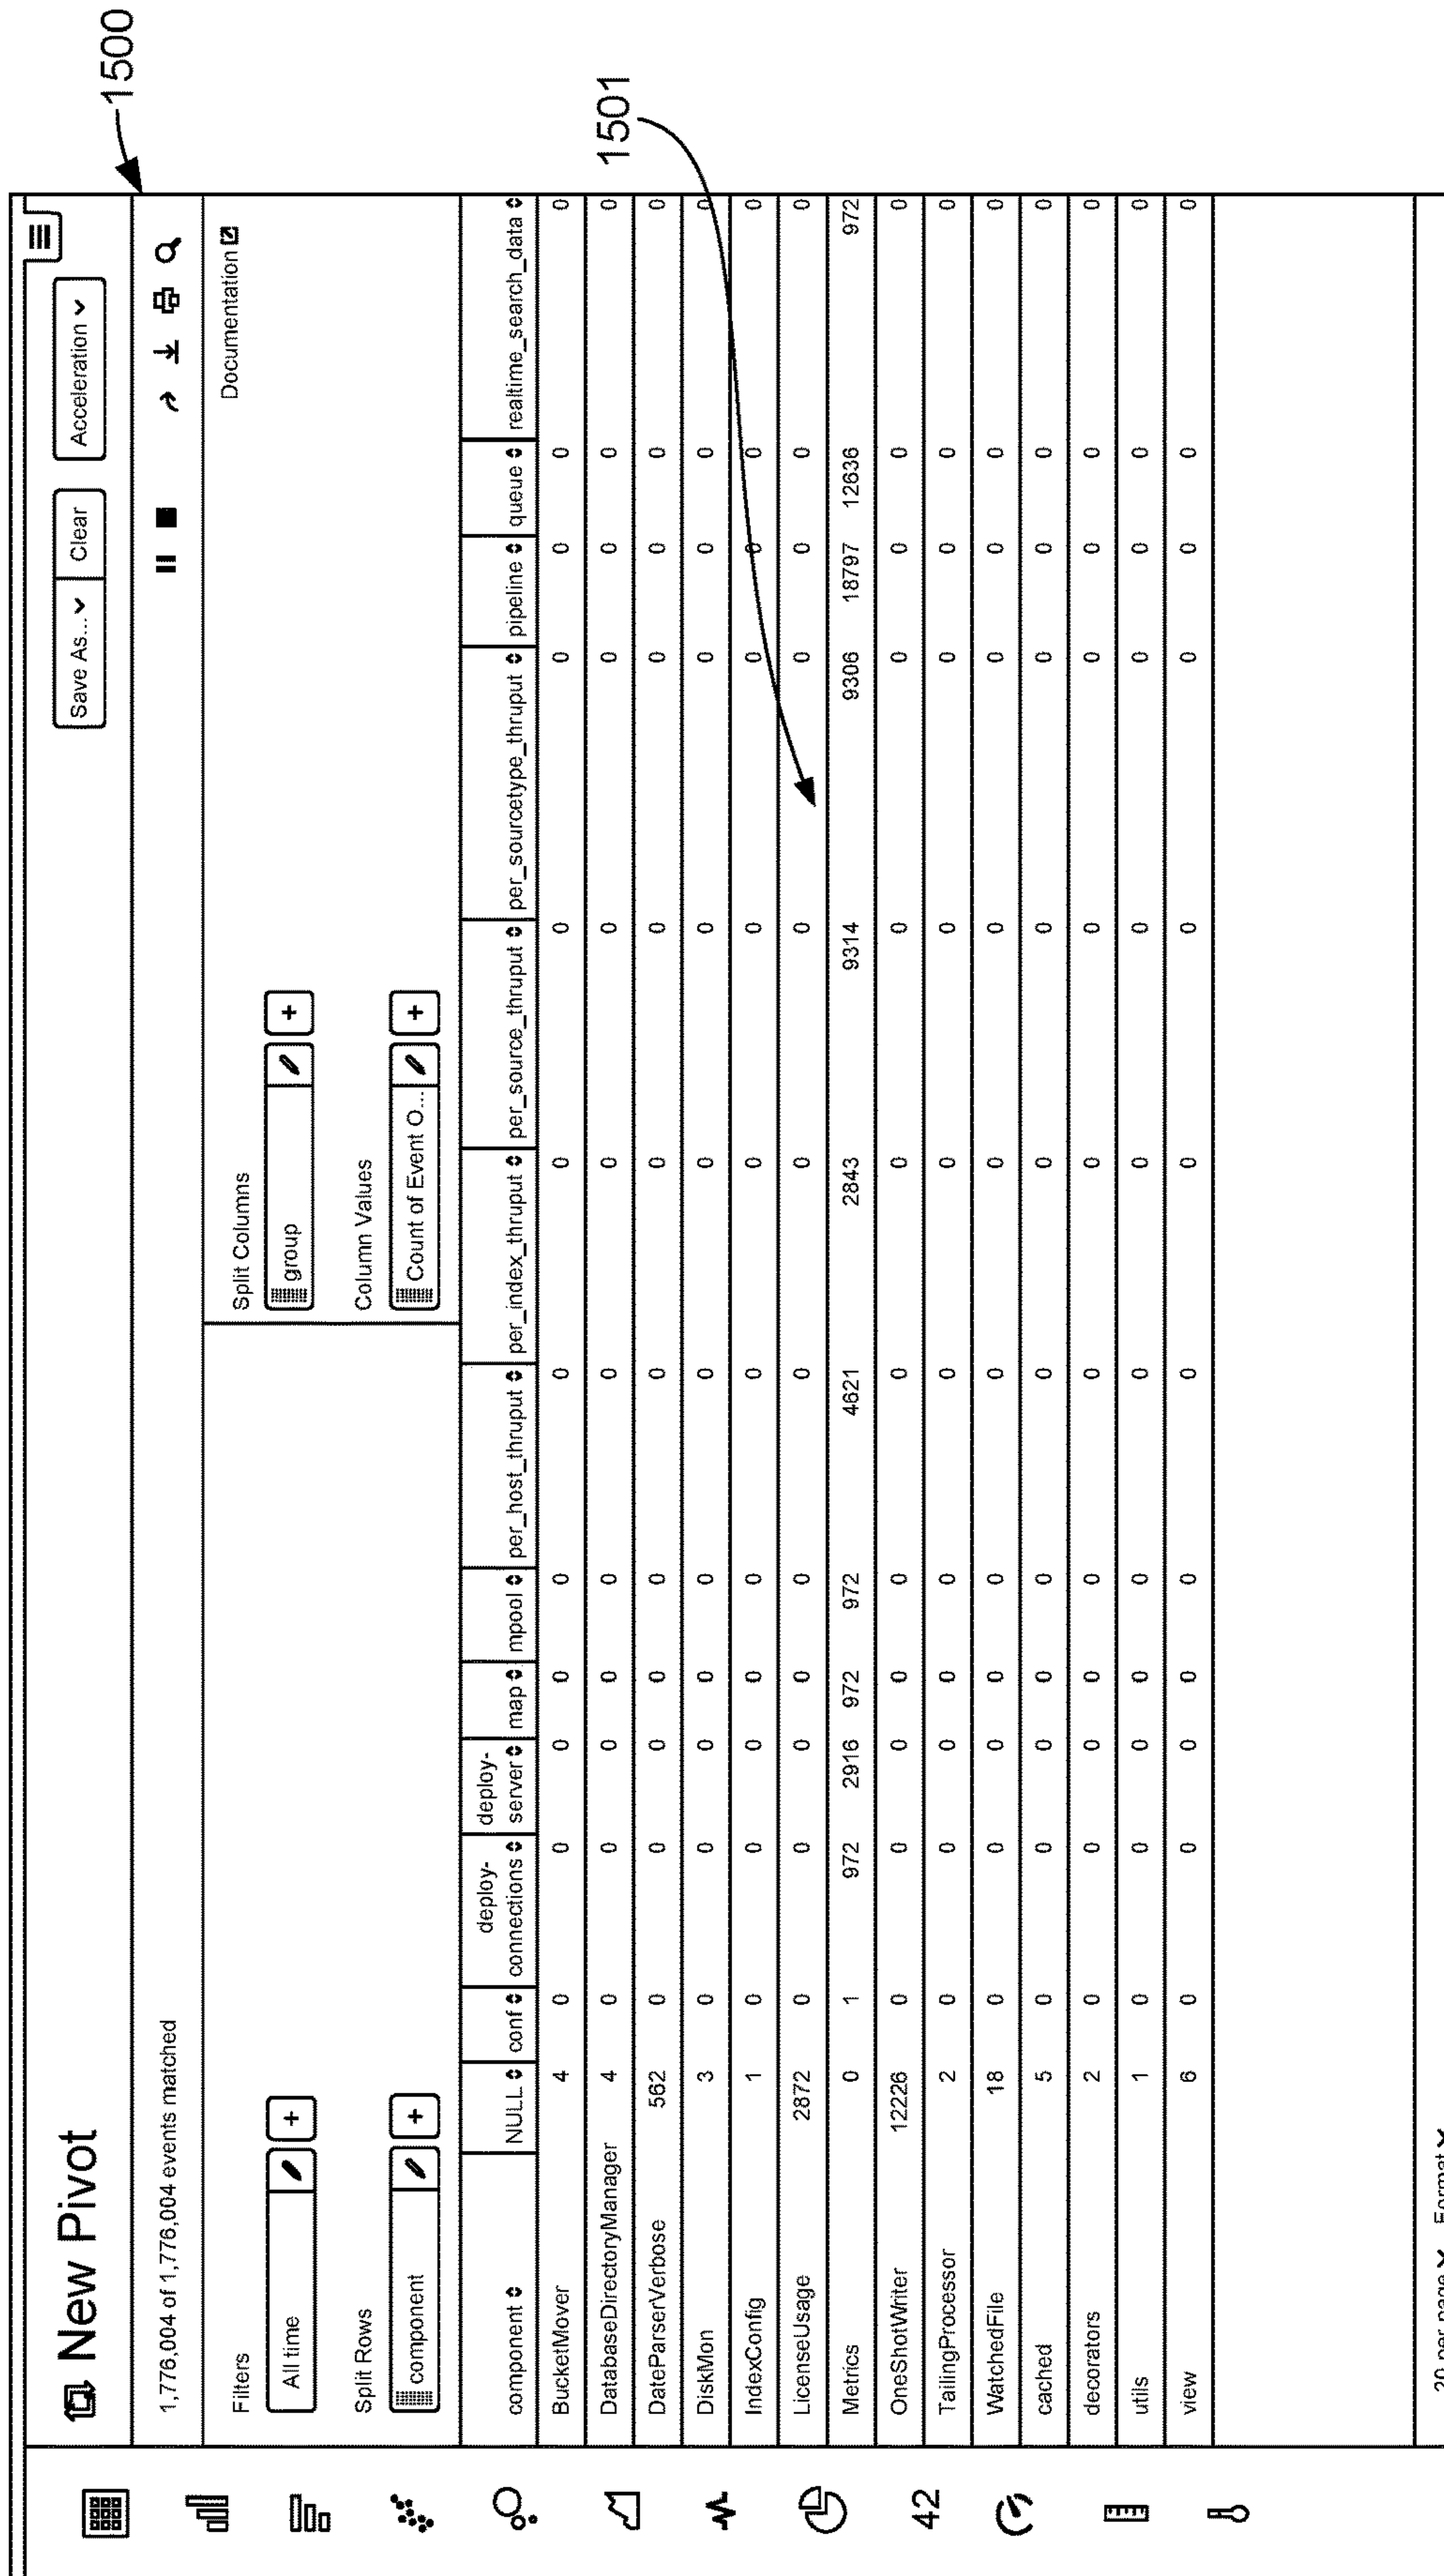 1500
New Pivot
Save As... Clear Acceleration
1,776,004 of 1,776,004 events matched
Filters Split Columns Documentation
All time + group +
Split Rows Column Values
component + Count of Event O... +
component NULL conf deploy-connections deploy-server map mpool per_host_thruput per_index_thruput per_source_thruput per_sourcetype_thruput pipeline queue realtime_search_data
BucketMover 4 0 0 0 0 0 0 0 0 0 0 0 0
DatabaseDirectoryManager 4 0 0 0 0 0 0 0 0 0 0 0 0
1501
DateParserVerbose 562 0 0 0 0 0 0 0 0 0 0 0 0
DiskMon 3 0 0 0 0 0 0 0 0 0 0 0 0
IndexConfig 1 0 0 0 0 0 0 0 0 0 0 0 0
LicenseUsage 2872 0 0 0 0 0 0 0 0 0 0 0 0
Metrics 0 1 972 2916 972 972 4621 2843 9314 9306 18797 12636 972
OneShotWriter 12226 0 0 0 0 0 0 0 0 0 0 0 0
42
TailingProcessor 2 0 0 0 0 0 0 0 0 0 0 0 0
WatchedFile 18 0 0 0 0 0 0 0 0 0 0 0 0
cached 5 0 0 0 0 0 0 0 0 0 0 0 0
decorators 2 0 0 0 0 0 0 0 0 0 0 0 0
utils 1 0 0 0 0 0 0 0 0 0 0 0 0
view 6 0 0 0 0 0 0 0 0 0 0 0 0
20 per page Format